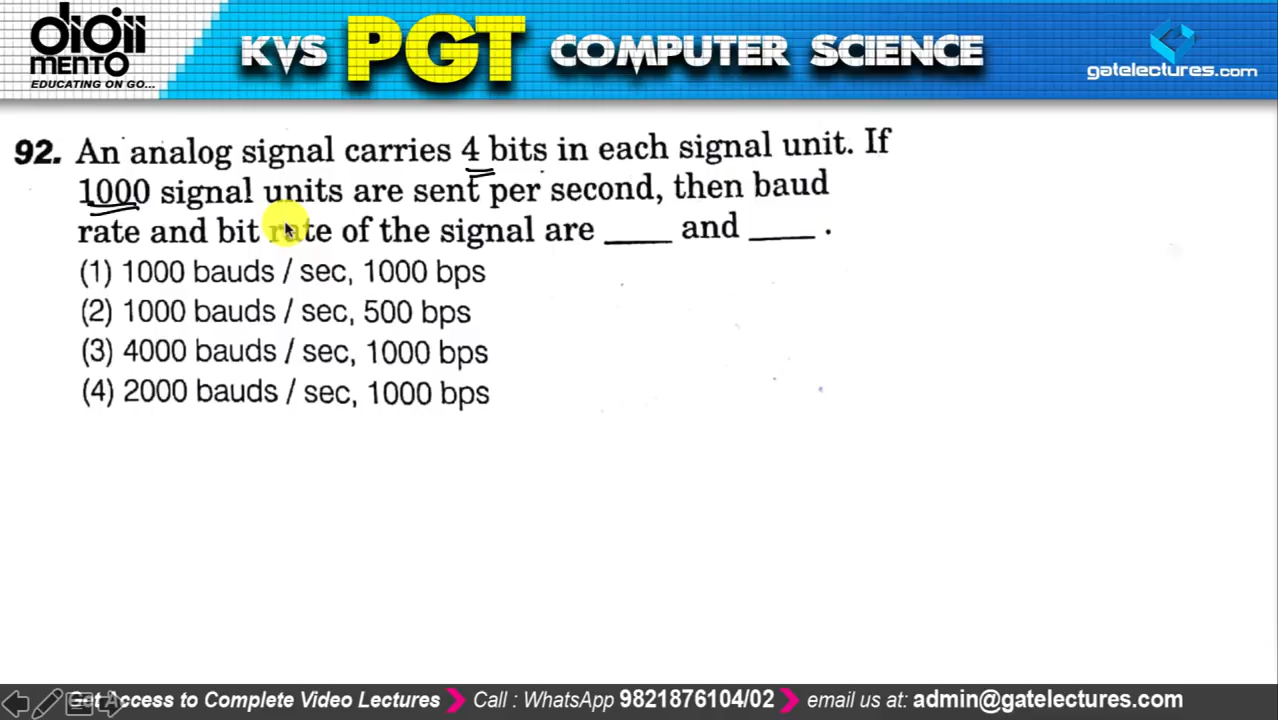 digii
MENTO
EDUCATING ON GO...
KVS PGT COMPUTER SCIENCE
gatelectures.com
92. An analog signal carries 4 bits in each signal unit. If
1000 signal units are sent per second, then baud
rate and bit rate of the signal are ____ and ____ .
(1) 1000 bauds / sec, 1000 bps
(2) 1000 bauds / sec, 500 bps
(3) 4000 bauds / sec, 1000 bps
(4) 2000 bauds / sec, 1000 bps
Get Access to Complete Video Lectures Call : WhatsApp 9821876104/02 email us at: admin@gatelectures.com